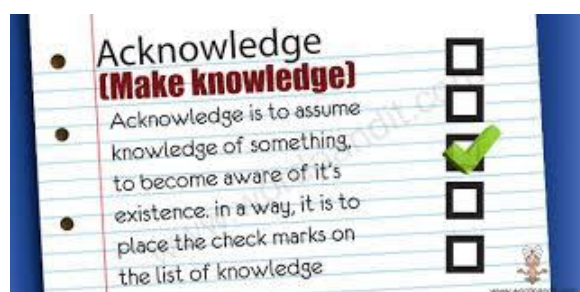 Acknowledge
(Make knowledge)
Acknowledge is to assume
knowledge of something,
to become aware of it's
existence. in a way, it is to
place the check marks on
the list of knowledge